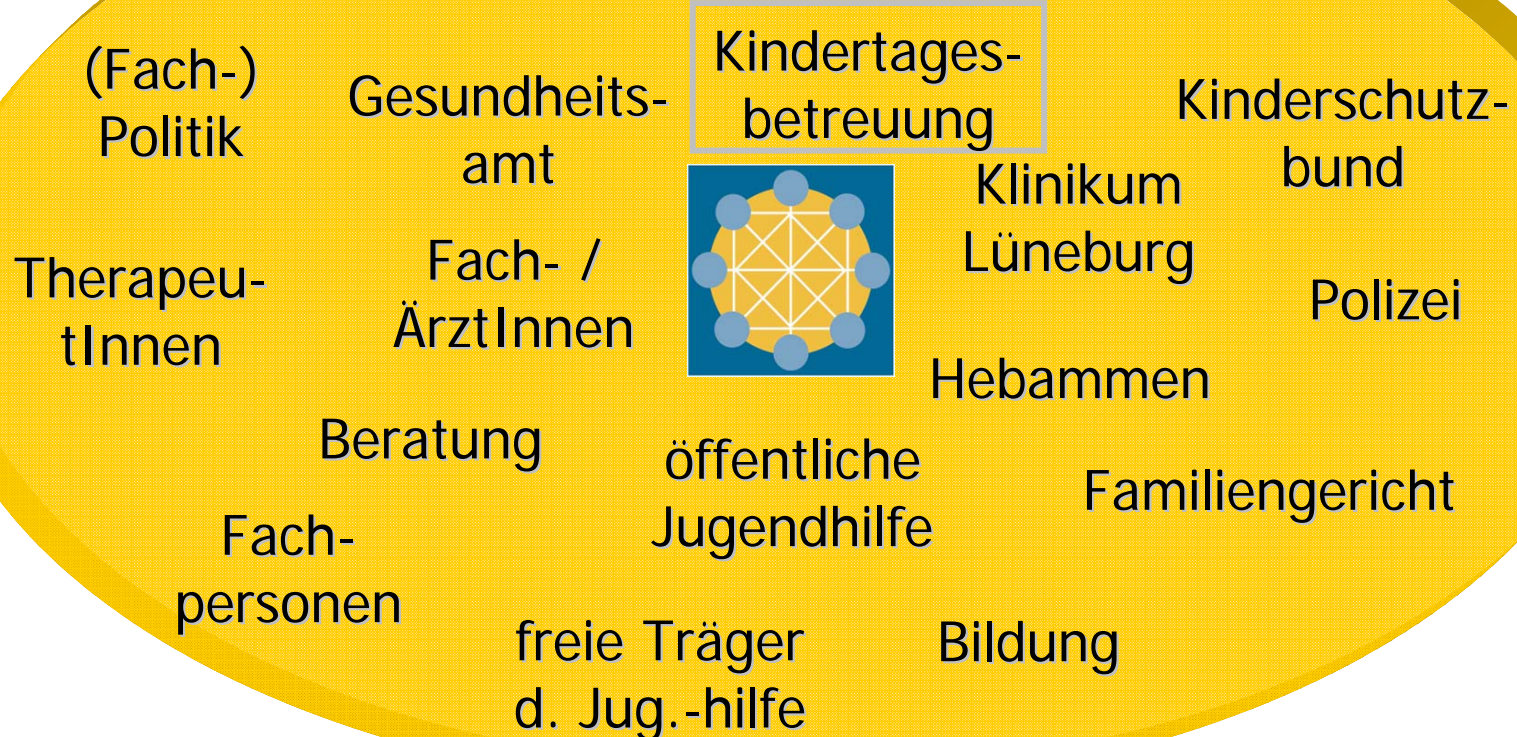 (Fach-)
Politik
Gesundheits-
amt
Kindertages-
betreuung
Kinderschutz-
bund
Klinikum
Lüneburg
Therapeu-
tInnen
Fach- /
ÄrztInnen
Polizei
Hebammen
Beratung
öffentliche
Jugendhilfe
Familiengericht
Fach-
personen
freie Träger
d. Jug.-hilfe
Bildung